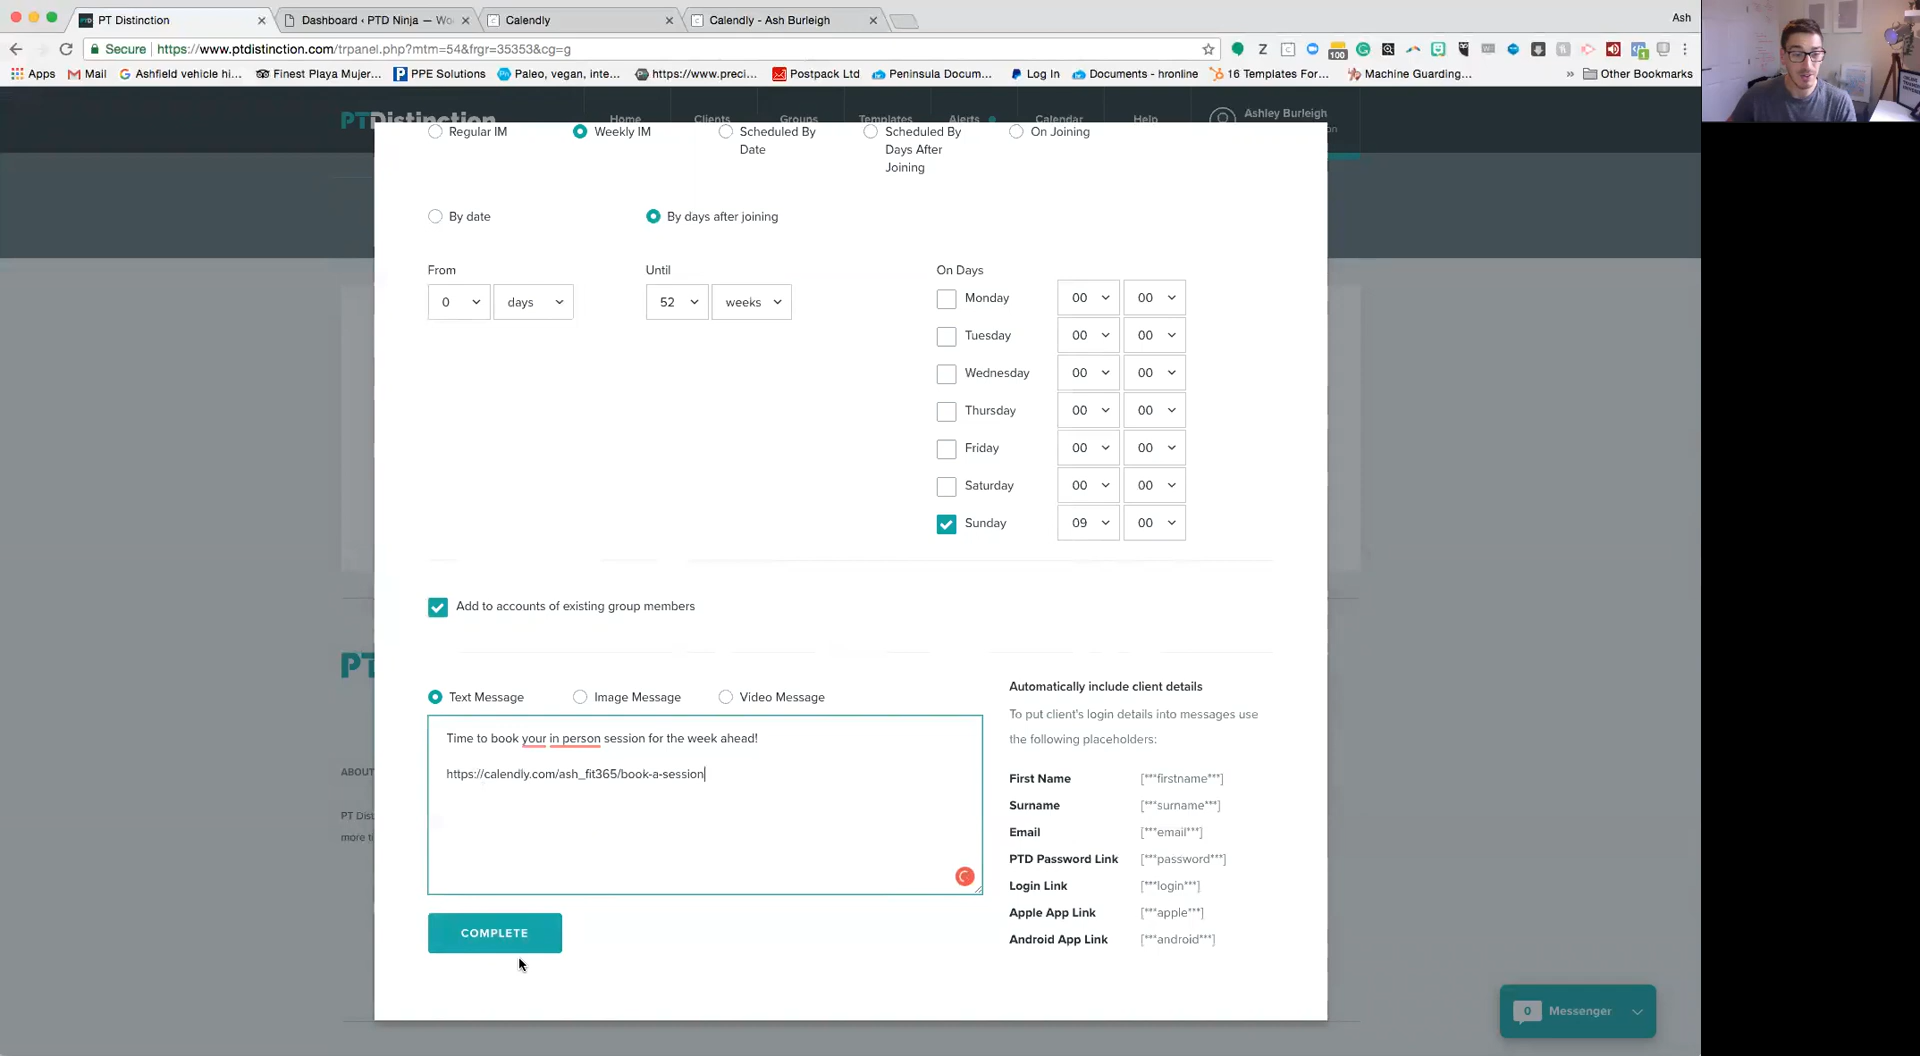 PT Distinction
Dashboard ‹ PTD Ninja — Wo
Calendly
Calendly - Ash Burleigh
Ash
Secure
https://www.ptdistinction.com/trpanel.php?mtm=54&frgr=35353&cg=g
100
Apps
Mail
Ashfield vehicle hi...
Finest Playa Mujer...
PPE Solutions
Paleo, vegan, inte...
https://www.preci...
Postpack Ltd
Peninsula Docum...
Log In
Documents - hronline
16 Templates For...
Machine Guarding...
»
Other Bookmarks
PTDistinction
Home
Clients
Groups
Templates
Alerts
Calendar
Help
Ashley Burleigh
Regular IM
Weekly IM
Scheduled By
Date
Scheduled By
Days After
Joining
On Joining
By date
By days after joining
From
Until
On Days
0
days
52
weeks
Monday 00 00
Tuesday 00 00
Wednesday 00 00
Thursday 00 00
Friday 00 00
Saturday 00 00
Sunday 09 00
Add to accounts of existing group members
Text Message
Image Message
Video Message
Time to book your in person session for the week ahead!
https://calendly.com/ash_fit365/book-a-session
COMPLETE
Automatically include client details
To put client's login details into messages use
the following placeholders:
First Name [***firstname***]
Surname [***surname***]
Email [***email***]
PTD Password Link [***password***]
Login Link [***login***]
Apple App Link [***apple***]
Android App Link [***android***]
PT
ABOUT
PT Dis
more ti
0
Messenger